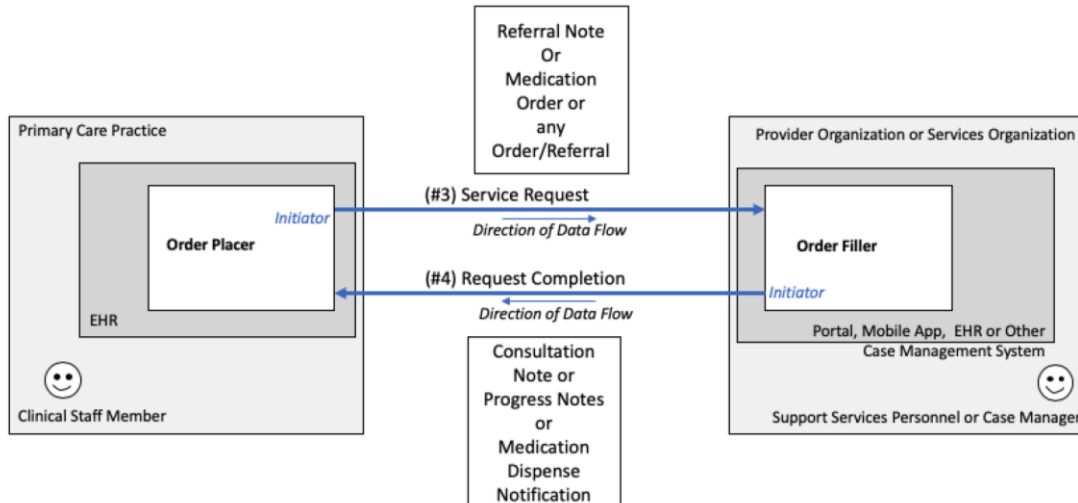 Referral Note
Or
Medication
Order or
any
Order/Referral
Primary Care Practice
Provider Organization or Services Organization
(#3) Service Request
Initiator
Direction of Data Flow
Order Placer
Order Filler
(#4) Request Completion
Initiator
Direction of Data Flow
EHR
Portal, Mobile App, EHR or Other
Case Management System
Clinical Staff Member
Support Services Personnel or Case Manager
Consultation
Note or
Progress Notes
or
Medication
Dispense
Notification